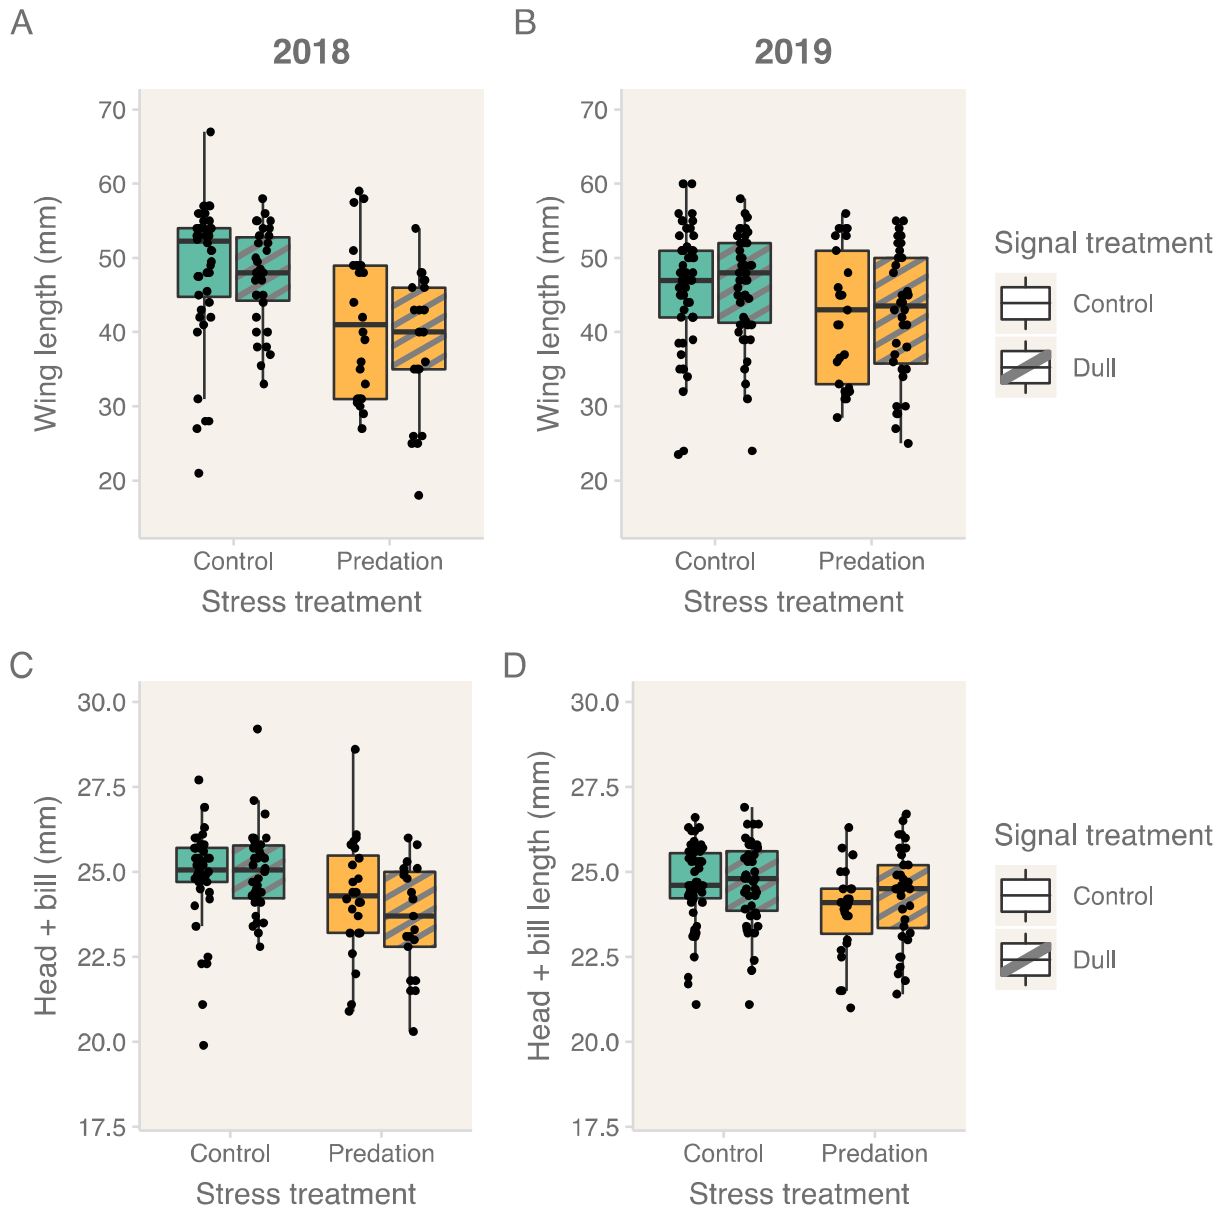 A
2018
B
2019
Wing length (mm)
70
60
50
40
30
20
Control
Predation
Stress treatment
Wing length (mm)
70
60
50
40
30
20
Control
Predation
Stress treatment
Signal treatment
Control
Dull
C
Head + bill (mm)
30.0
27.5
25.0
22.5
20.0
17.5
Control
Predation
Stress treatment
D
Head + bill length (mm)
30.0
27.5
25.0
22.5
20.0
17.5
Control
Predation
Stress treatment
Signal treatment
Control
Dull